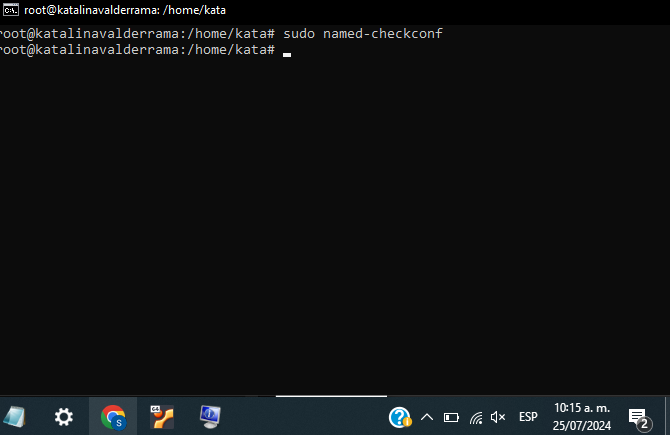 root@katalinavalderrama: /home/kata
root@katalinavalderrama:/home/kata# sudo named-checkconf
root@katalinavalderrama:/home/kata#
ESP
10:15 a. m.
25/07/2024
2